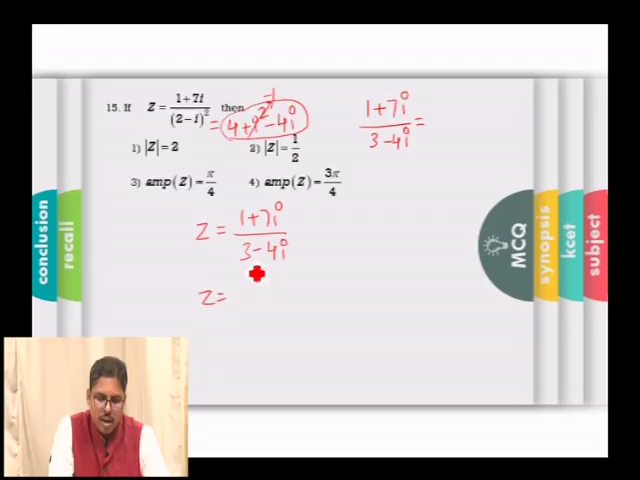 15. If Z = (1+7i)/(2−i)² then = 4 + i² − 4i
-1
1) |Z| = 2 2) |Z| = 1/2
3) amp(Z) = π/4 4) amp(Z) = 3π/4
(1+7i)/(3−4i) =
Z = (1+7i)/(3−4i)
Z =
conclusion
recall
MCQ
synopsis
kcet
subject